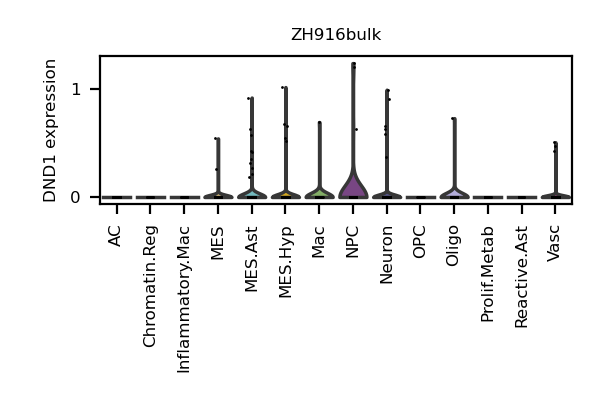 ZH916bulk
DND1 expression
1
0
AC
Chromatin.Reg
Inflammatory.Mac
MES
MES.Ast
MES.Hyp
Mac
NPC
Neuron
OPC
Oligo
Prolif.Metab
Reactive.Ast
Vasc